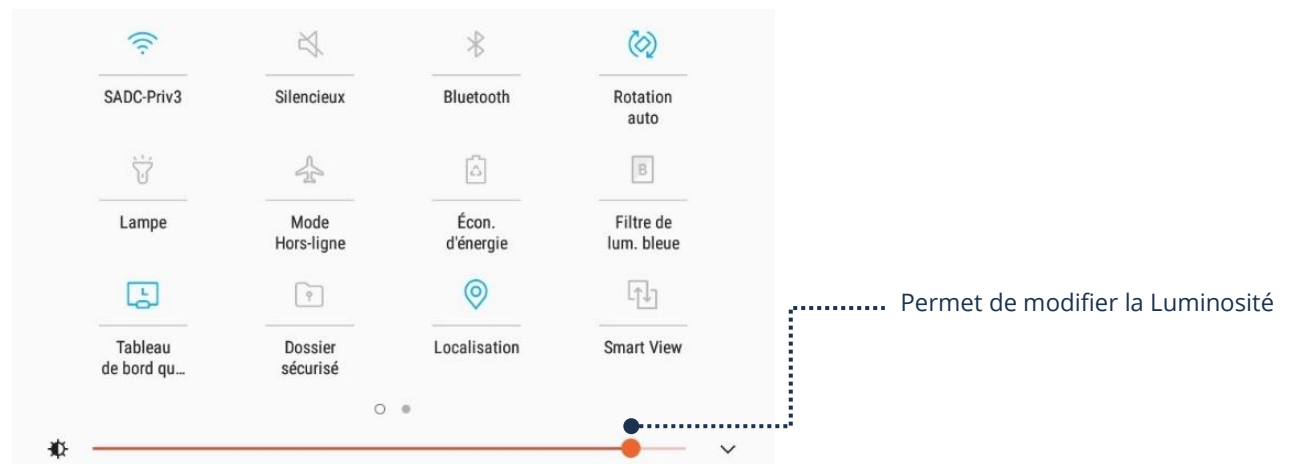 SADC-Priv3
Silencieux
Bluetooth
Rotation
auto
B
Lampe
Mode
Hors-ligne
Écon.
d'énergie
Filtre de
lum. bleue
Tableau
de bord qu...
Dossier
sécurisé
Localisation
Smart View
Permet de modifier la Luminosité